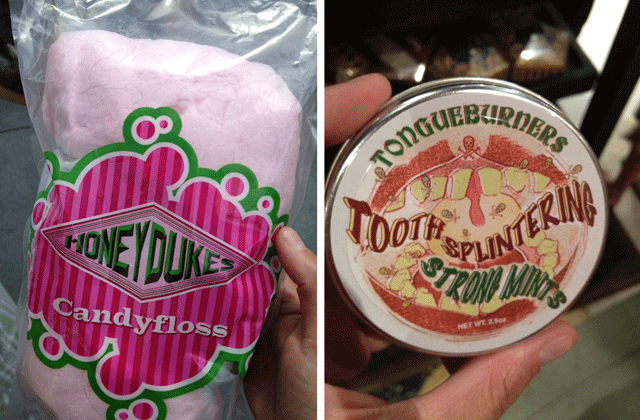 HONEYDUKES
Candyfloss
TONGUEBURNERS
TOOTH SPLINTERING
STRONG MINTS
NET WT. 2.5oz